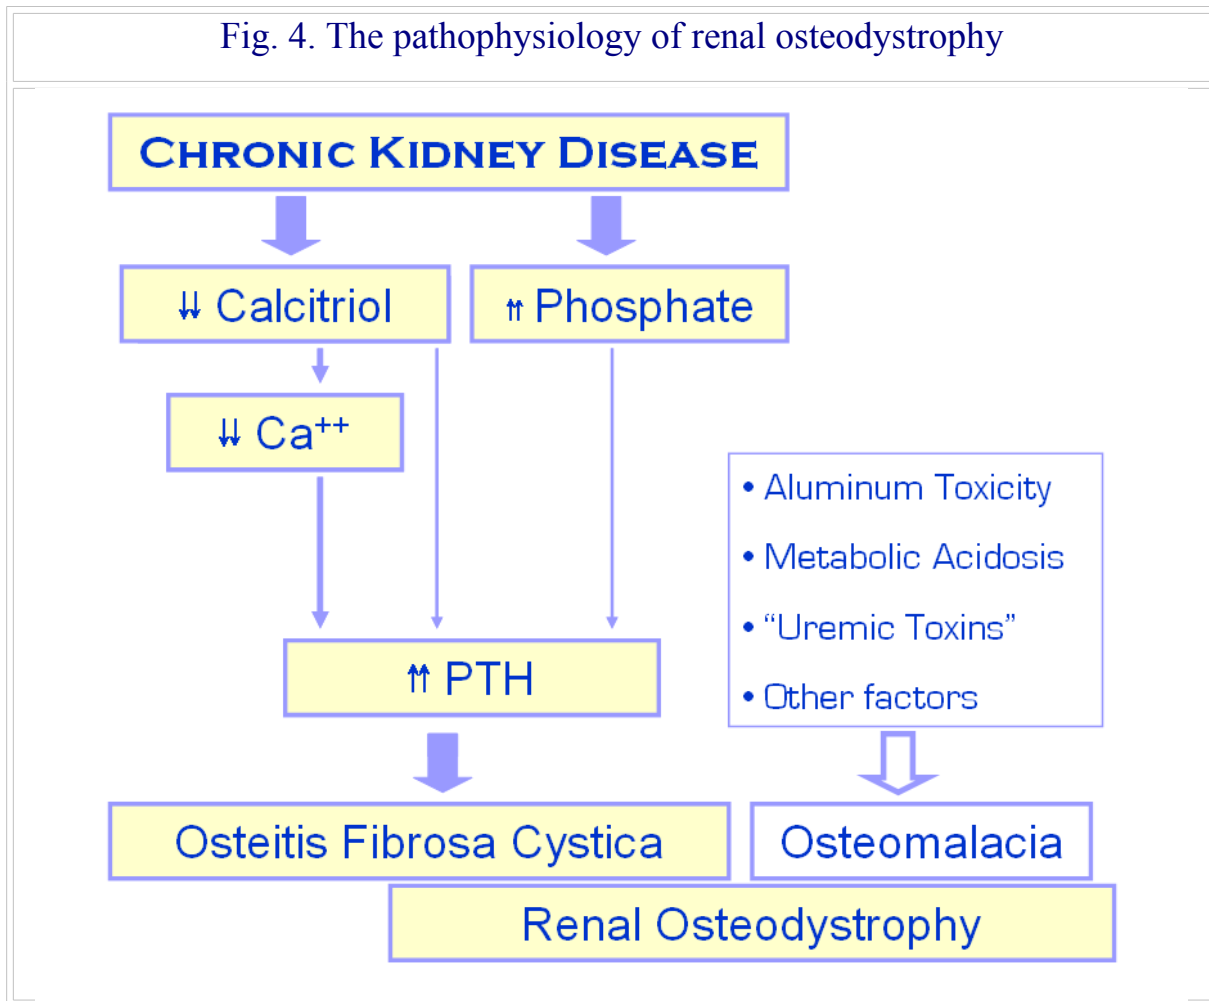 Fig. 4. The pathophysiology of renal osteodystrophy
CHRONIC KIDNEY DISEASE
⇊ Calcitriol
⇈ Phosphate
⇊ Ca⁺⁺
• Aluminum Toxicity
• Metabolic Acidosis
• “Uremic Toxins”
• Other factors
⇈ PTH
Osteitis Fibrosa Cystica
Osteomalacia
Renal Osteodystrophy